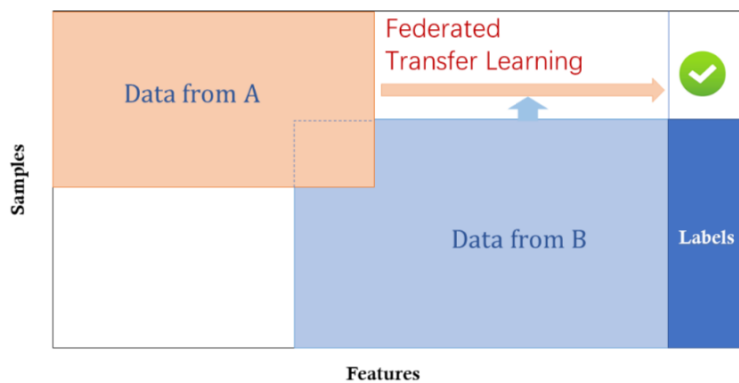 Federated
Transfer Learning
Data from A
Samples
Data from B
Labels
Features